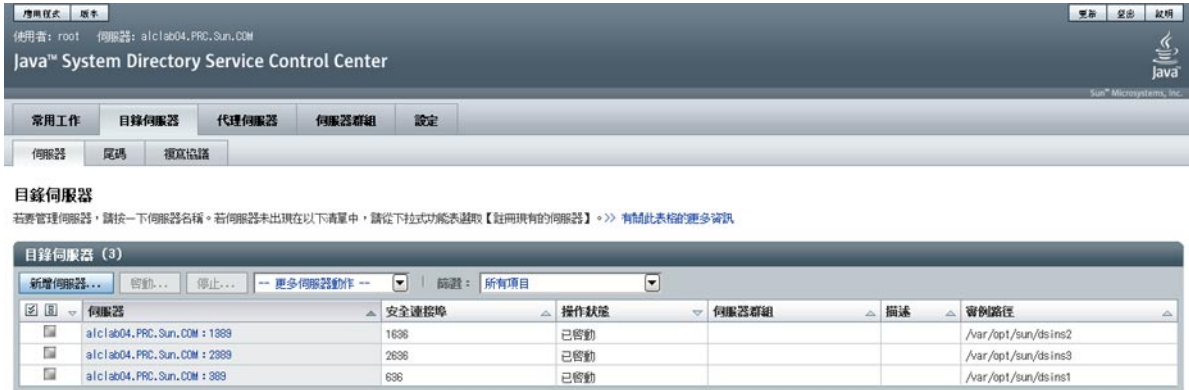 應用程式 版本 更新 登出 說明
使用者: root 伺服器: alclab04.PRC.Sun.COM
Java™ System Directory Service Control Center
Java™
Sun™ Microsystems, Inc.
常用工作 目錄伺服器 代理伺服器 伺服器群組 設定
伺服器 尾碼 複寫協議
目錄伺服器
若要管理伺服器，請按一下伺服器名稱。若伺服器未出現在以下清單中，請從下拉式功能表選取【註冊現有的伺服器】。>> 有關此表格的更多資訊
目錄伺服器 (3)
新增伺服器... 啟動... 停止... -- 更多伺服器動作 -- 篩選: 所有項目
伺服器 安全連接埠 操作狀態 伺服器群組 描述 實例路徑
alclab04.PRC.Sun.COM:1389 1636 已啟動 /var/opt/sun/dsins2
alclab04.PRC.Sun.COM:2389 2636 已啟動 /var/opt/sun/dsins3
alclab04.PRC.Sun.COM:389 636 已啟動 /var/opt/sun/dsins1